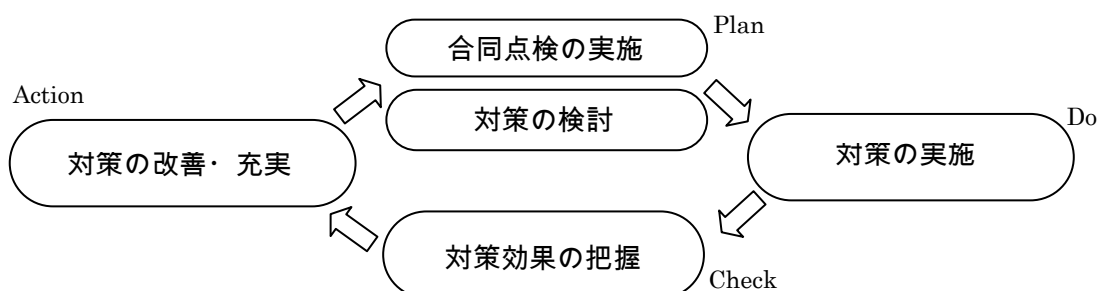 合同点検の実施
Plan
対策の検討
Action
対策の改善・ 充実
Do
対策の実施
対策効果の把握
Check